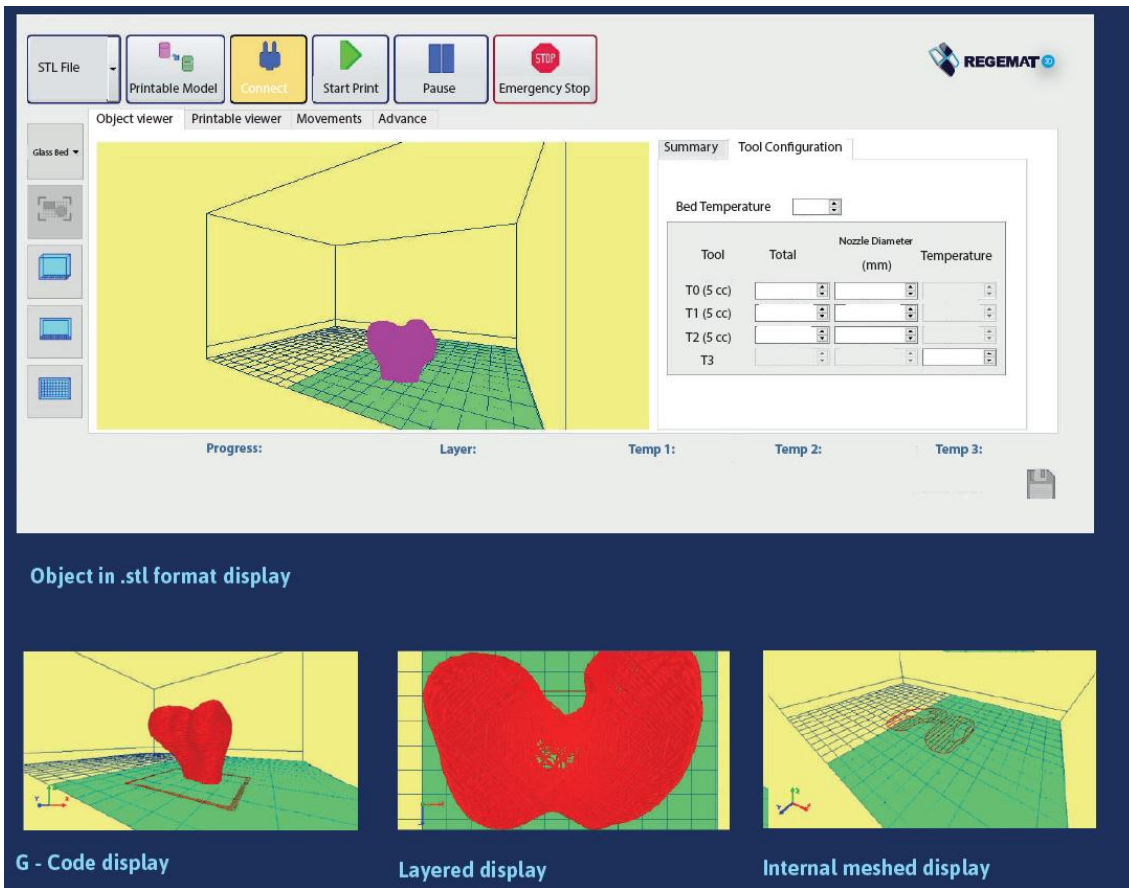 STL File
Printable Model
Connect
Start Print
Pause
STOP
Emergency Stop
REGEMAT 3D
Object viewer Printable viewer Movements Advance
Glass Bed
Summary Tool Configuration
Bed Temperature
Tool Total Nozzle Diameter (mm) Temperature
T0 (5 cc)
T1 (5 cc)
T2 (5 cc)
T3
Progress: Layer: Temp 1: Temp 2: Temp 3:
Object in .stl format display
G - Code display
Layered display
Internal meshed display